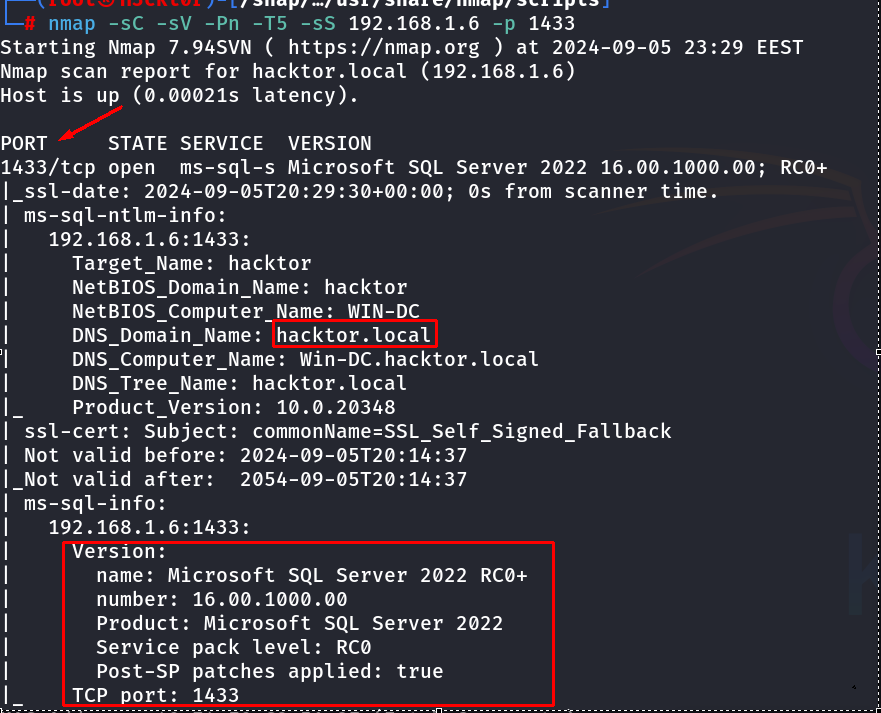 (root㉿h3ckt0r)-[/snap/…/usr/share/nmap/scripts]
# nmap -sC -sV -Pn -T5 -sS 192.168.1.6 -p 1433
Starting Nmap 7.94SVN ( https://nmap.org ) at 2024-09-05 23:29 EEST
Nmap scan report for hacktor.local (192.168.1.6)
Host is up (0.00021s latency).
PORT     STATE SERVICE  VERSION
1433/tcp open  ms-sql-s Microsoft SQL Server 2022 16.00.1000.00; RC0+
|_ssl-date: 2024-09-05T20:29:30+00:00; 0s from scanner time.
| ms-sql-ntlm-info:
|   192.168.1.6:1433:
|     Target_Name: hacktor
|     NetBIOS_Domain_Name: hacktor
|     NetBIOS_Computer_Name: WIN-DC
|     DNS_Domain_Name: hacktor.local
|     DNS_Computer_Name: Win-DC.hacktor.local
|     DNS_Tree_Name: hacktor.local
|_    Product_Version: 10.0.20348
| ssl-cert: Subject: commonName=SSL_Self_Signed_Fallback
| Not valid before: 2024-09-05T20:14:37
|_Not valid after:  2054-09-05T20:14:37
| ms-sql-info:
|   192.168.1.6:1433:
|     Version:
|       name: Microsoft SQL Server 2022 RC0+
|       number: 16.00.1000.00
|       Product: Microsoft SQL Server 2022
|       Service pack level: RC0
|       Post-SP patches applied: true
|_    TCP port: 1433